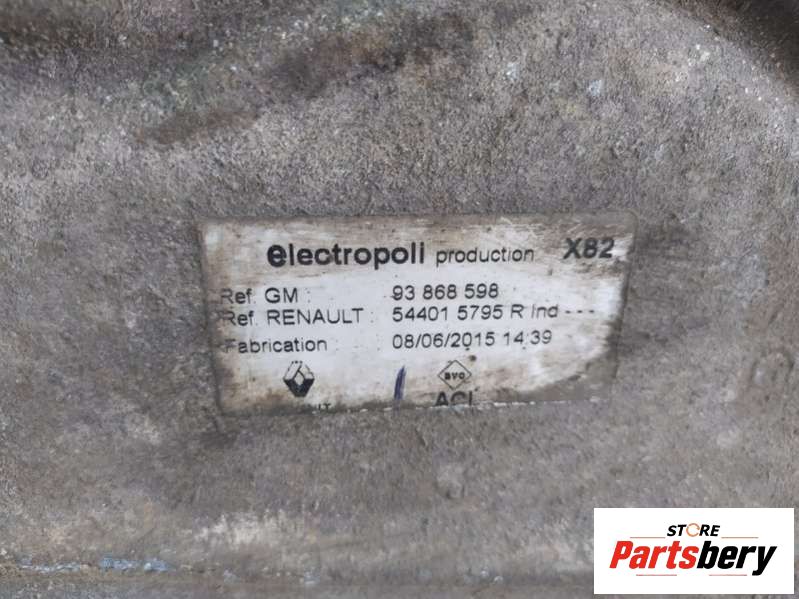 electropoli production X82
Ref. GM : 93 868 598
Ref. RENAULT : 54401 5795 R Ind ---
Fabrication : 08/06/2015 14:39
BVC
ACI
STORE
Partsbery